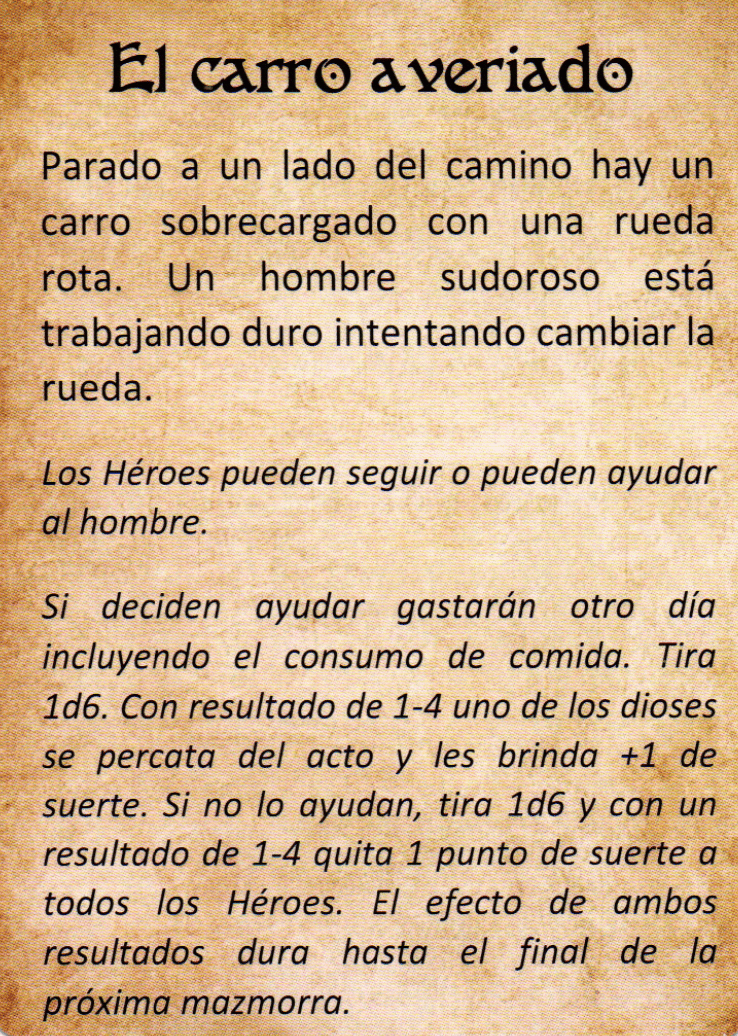 El carro averiado
Parado a un lado del camino hay un
carro sobrecargado con una rueda
rota. Un hombre sudoroso está
trabajando duro intentando cambiar la
rueda.
Los Héroes pueden seguir o pueden ayudar
al hombre.
Si deciden ayudar gastarán otro día
incluyendo el consumo de comida. Tira
1d6. Con resultado de 1-4 uno de los dioses
se percata del acto y les brinda +1 de
suerte. Si no lo ayudan, tira 1d6 y con un
resultado de 1-4 quita 1 punto de suerte a
todos los Héroes. El efecto de ambos
resultados dura hasta el final de la
próxima mazmorra.